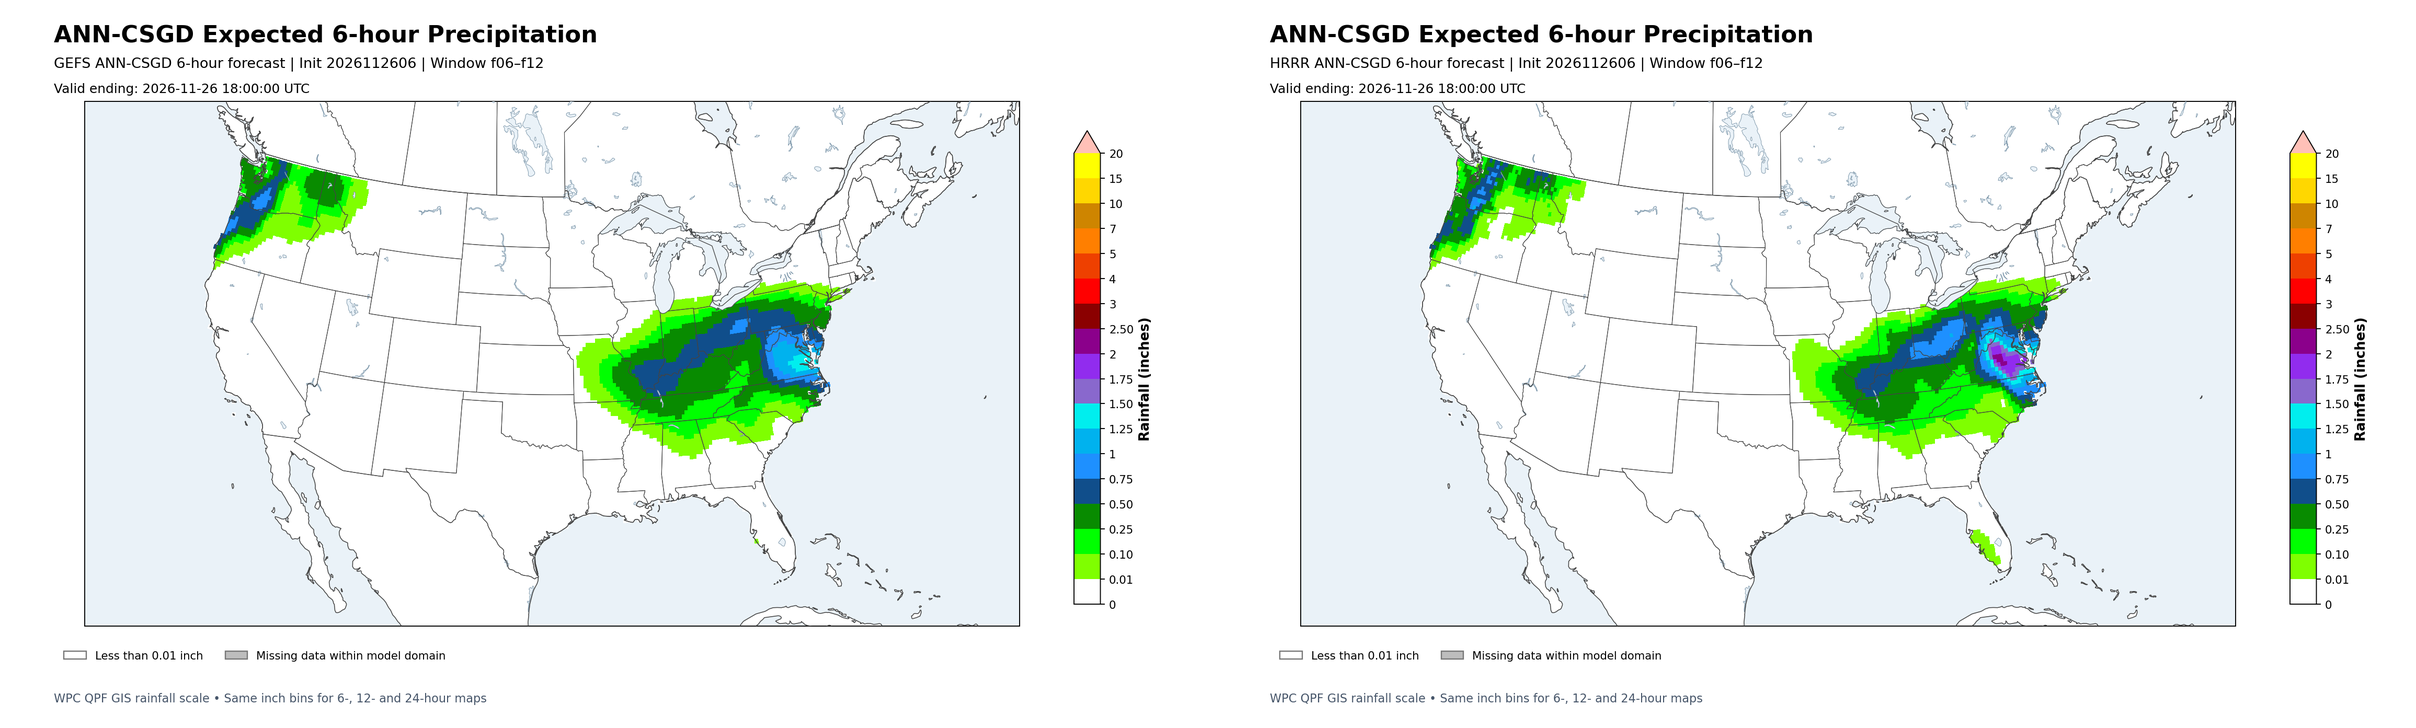 ANN-CSGD Expected 6-hour Precipitation
GEFS ANN-CSGD 6-hour forecast | Init 2026112606 | Window f06–f12
Valid ending: 2026-11-26 18:00:00 UTC
20
15
10
7
5
4
3
2.50
2
1.75
1.50
1.25
1
0.75
0.50
0.25
0.10
0.01
0
Rainfall (inches)
Less than 0.01 inch
Missing data within model domain
WPC QPF GIS rainfall scale • Same inch bins for 6-, 12- and 24-hour maps
ANN-CSGD Expected 6-hour Precipitation
HRRR ANN-CSGD 6-hour forecast | Init 2026112606 | Window f06–f12
Valid ending: 2026-11-26 18:00:00 UTC
20
15
10
7
5
4
3
2.50
2
1.75
1.50
1.25
1
0.75
0.50
0.25
0.10
0.01
0
Rainfall (inches)
Less than 0.01 inch
Missing data within model domain
WPC QPF GIS rainfall scale • Same inch bins for 6-, 12- and 24-hour maps